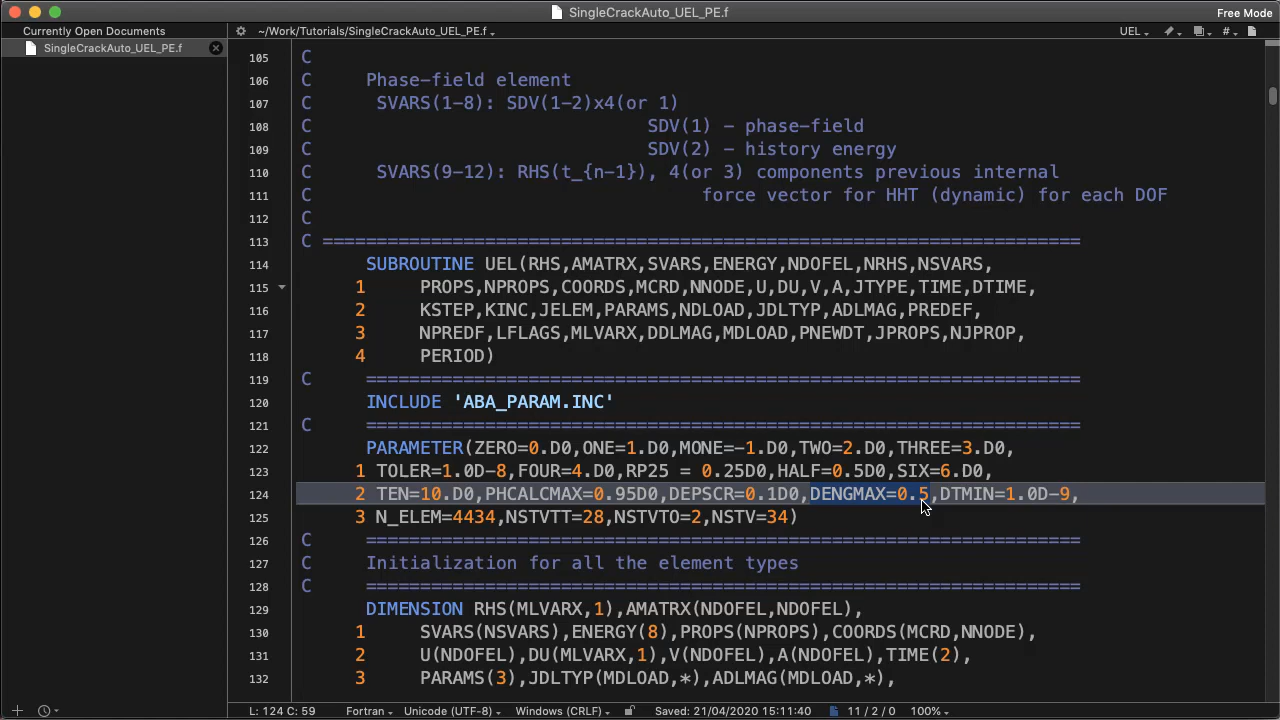 SingleCrackAuto_UEL_PE.f
Free Mode
Currently Open Documents
~/Work/Tutorials/SingleCrackAuto_UEL_PE.f
UEL
#
SingleCrackAuto_UEL_PE.f
105 C
106 C Phase-field element
107 C SVARS(1-8): SDV(1-2)x4(or 1)
108 SDV(1) - phase-field
109 SDV(2) - history energy
110 C SVARS(9-12): RHS(t_{n-1}), 4(or 3) components previous internal
111 C force vector for HHT (dynamic) for each DOF
112 C
113 C ======================================================================
114 SUBROUTINE UEL(RHS,AMATRX,SVARS,ENERGY,NDOFEL,NRHS,NSVARS,
115 1 PROPS,NPROPS,COORDS,MCRD,NNODE,U,DU,V,A,JTYPE,TIME,DTIME,
116 2 KSTEP,KINC,JELEM,PARAMS,NDLOAD,JDLTYP,ADLMAG,PREDEF,
117 3 NPREDF,LFLAGS,MLVARX,DDLMAG,MDLOAD,PNEWDT,JPROPS,NJPROP,
118 4 PERIOD)
119 C ==================================================================
120 INCLUDE 'ABA_PARAM.INC'
121 C ==================================================================
122 PARAMETER(ZERO=0.D0,ONE=1.D0,MONE=-1.D0,TWO=2.D0,THREE=3.D0,
123 1 TOLER=1.0D-8,FOUR=4.D0,RP25 = 0.25D0,HALF=0.5D0,SIX=6.D0,
124 2 TEN=10.D0,PHCALCMAX=0.95D0,DEPSCR=0.1D0,DENGMAX=0.5,DTMIN=1.0D-9,
125 3 N_ELEM=4434,NSTVTT=28,NSTVTO=2,NSTV=34)
126 C ==================================================================
127 C Initialization for all the element types
128 C ==================================================================
129 DIMENSION RHS(MLVARX,1),AMATRX(NDOFEL,NDOFEL),
130 1 SVARS(NSVARS),ENERGY(8),PROPS(NPROPS),COORDS(MCRD,NNODE),
131 2 U(NDOFEL),DU(MLVARX,1),V(NDOFEL),A(NDOFEL),TIME(2),
132 3 PARAMS(3),JDLTYP(MDLOAD,*),ADLMAG(MDLOAD,*),
L: 124 C: 59 Fortran Unicode (UTF-8) Windows (CRLF) Saved: 21/04/2020 15:11:40 11 / 2 / 0 100%